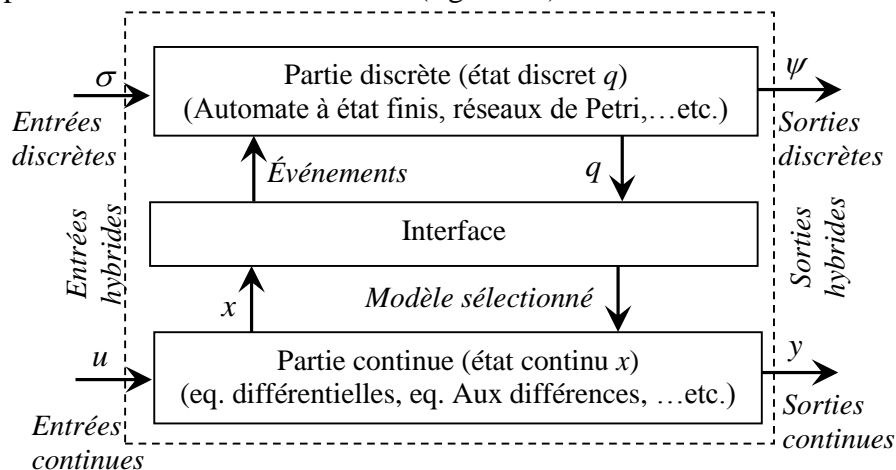 σ
Partie discrète (état discret q)
(Automate à état finis, réseaux de Petri,…etc.)
ψ
Entrées
discrètes
Sorties
discrètes
Événements
q
Entrées
hybrides
Interface
Sorties
hybrides
x
Modèle sélectionné
u
Partie continue (état continu x)
(eq. différentielles, eq. Aux différences, …etc.)
y
Entrées
continues
Sorties
continues